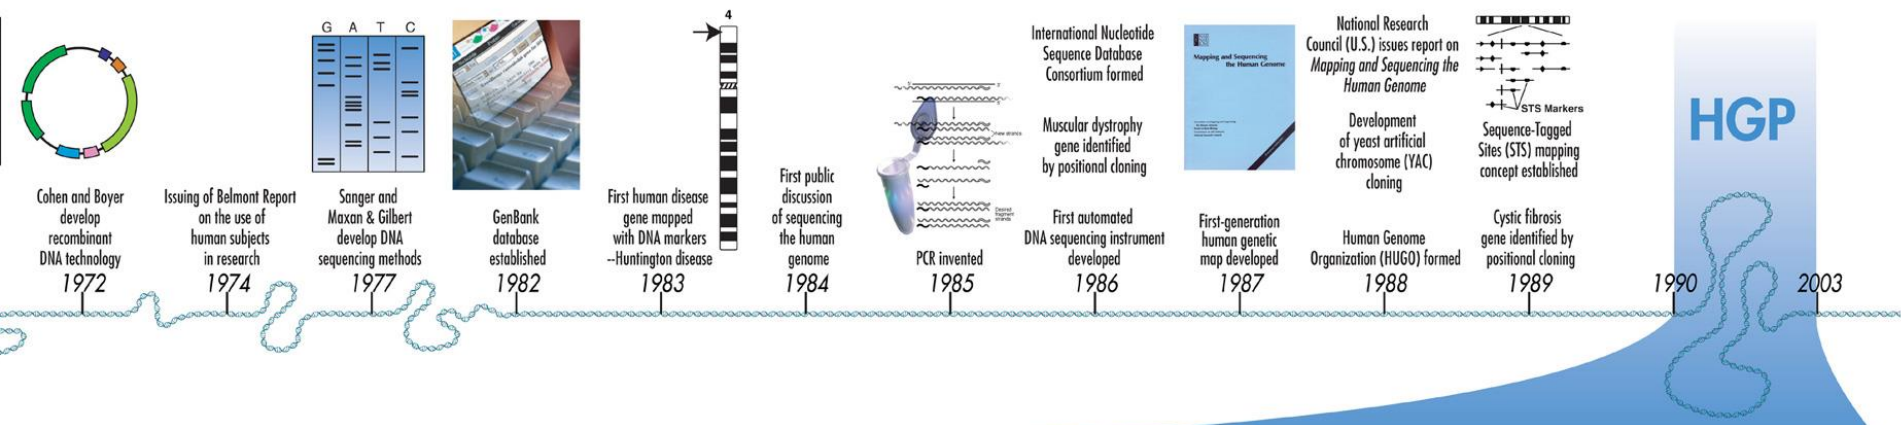 Cohen and Boyer
develop
recombinant
DNA technology
1972
Issuing of Belmont Report
on the use of
human subjects
in research
1974
G A T C
Sanger and
Maxan & Gilbert
develop DNA
sequencing methods
1977
GenBank
database
established
1982
4
First human disease
gene mapped
with DNA markers
--Huntington disease
1983
First public
discussion
of sequencing
the human
genome
1984
Desired
fragment
strands
PCR invented
1985
International Nucleotide
Sequence Database
Consortium formed
Muscular dystrophy
gene identified
by positional cloning
First automated
DNA sequencing instrument
developed
1986
Mapping and Sequencing
the Human Genome
First-generation
human genetic
map developed
1987
National Research
Council (U.S.) issues report on
Mapping and Sequencing the
Human Genome
Development
of yeast artificial
chromosome (YAC)
cloning
Human Genome
Organization (HUGO) formed
1988
STS Markers
Sequence-Tagged
Sites (STS) mapping
concept established
Cystic fibrosis
gene identified by
positional cloning
1989
HGP
1990
2003